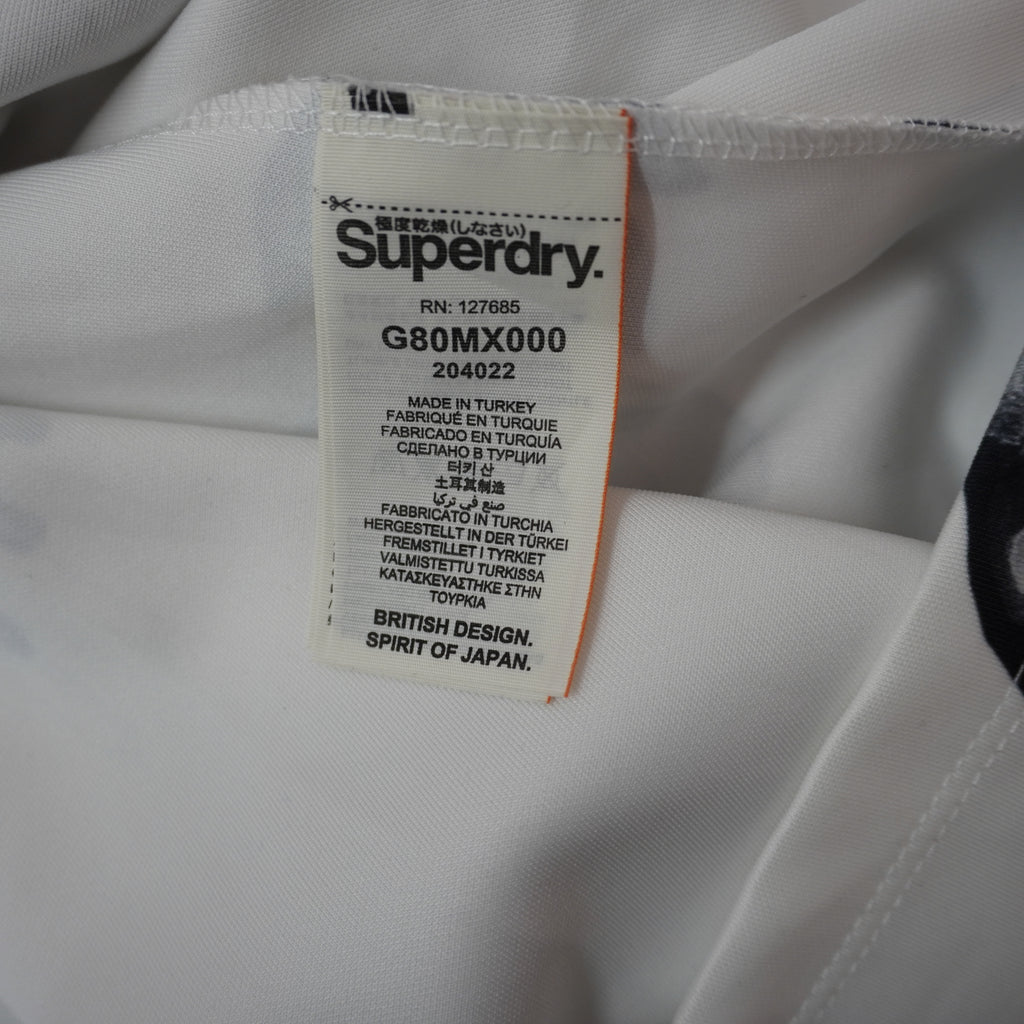 極度乾燥(しなさい)
Superdry.
RN: 127685
G80MX000
204022
MADE IN TURKEY
FABRIQUÉ EN TURQUIE
FABRICADO EN TURQUÍA
СДЕЛАНО В ТУРЦИИ
터키 산
土耳其制造
صنع في تركيا
FABBRICATO IN TURCHIA
HERGESTELLT IN DER TÜRKEI
FREMSTILLET I TYRKIET
VALMISTETTU TURKISSA
ΚΑΤΑΣΚΕΥΑΣΤΗΚΕ ΣΤΗΝ
ΤΟΥΡΚΙΑ
BRITISH DESIGN.
SPIRIT OF JAPAN.